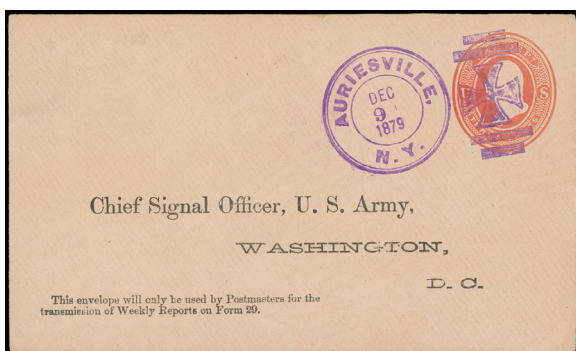 AURIESVILLE,
DEC
9
1879
N.Y.
S
Chief Signal Officer, U. S. Army,
WASHINGTON,
D. C.
This envelope will only be used by Postmasters for the
transmission of Weekly Reports on Form 29.